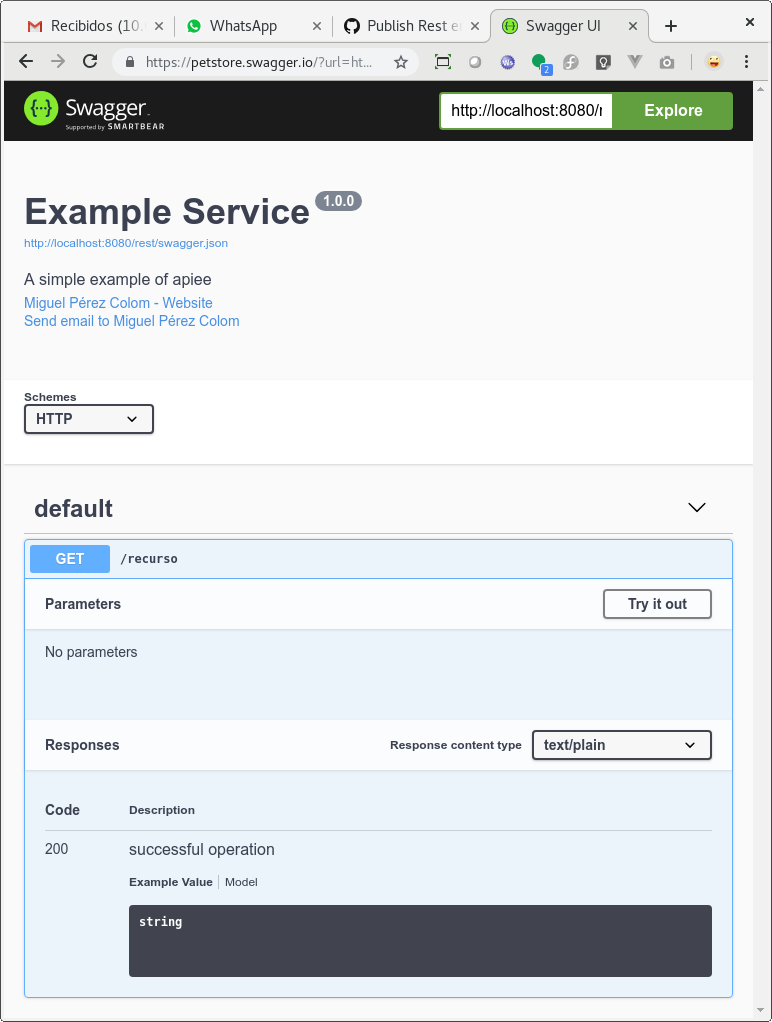 Recibidos (10.
WhatsApp
Publish Rest e
Swagger UI
https://petstore.swagger.io/?url=ht...
Ws
2
Swagger
Supported by SMARTBEAR
http://localhost:8080/r
Explore
Example Service 1.0.0
http://localhost:8080/rest/swagger.json
A simple example of apiee
Miguel Pérez Colom - Website
Send email to Miguel Pérez Colom
Schemes
HTTP
default
GET /recurso
Parameters
Try it out
No parameters
Responses
Response content type
text/plain
Code
Description
200
successful operation
Example Value
Model
string